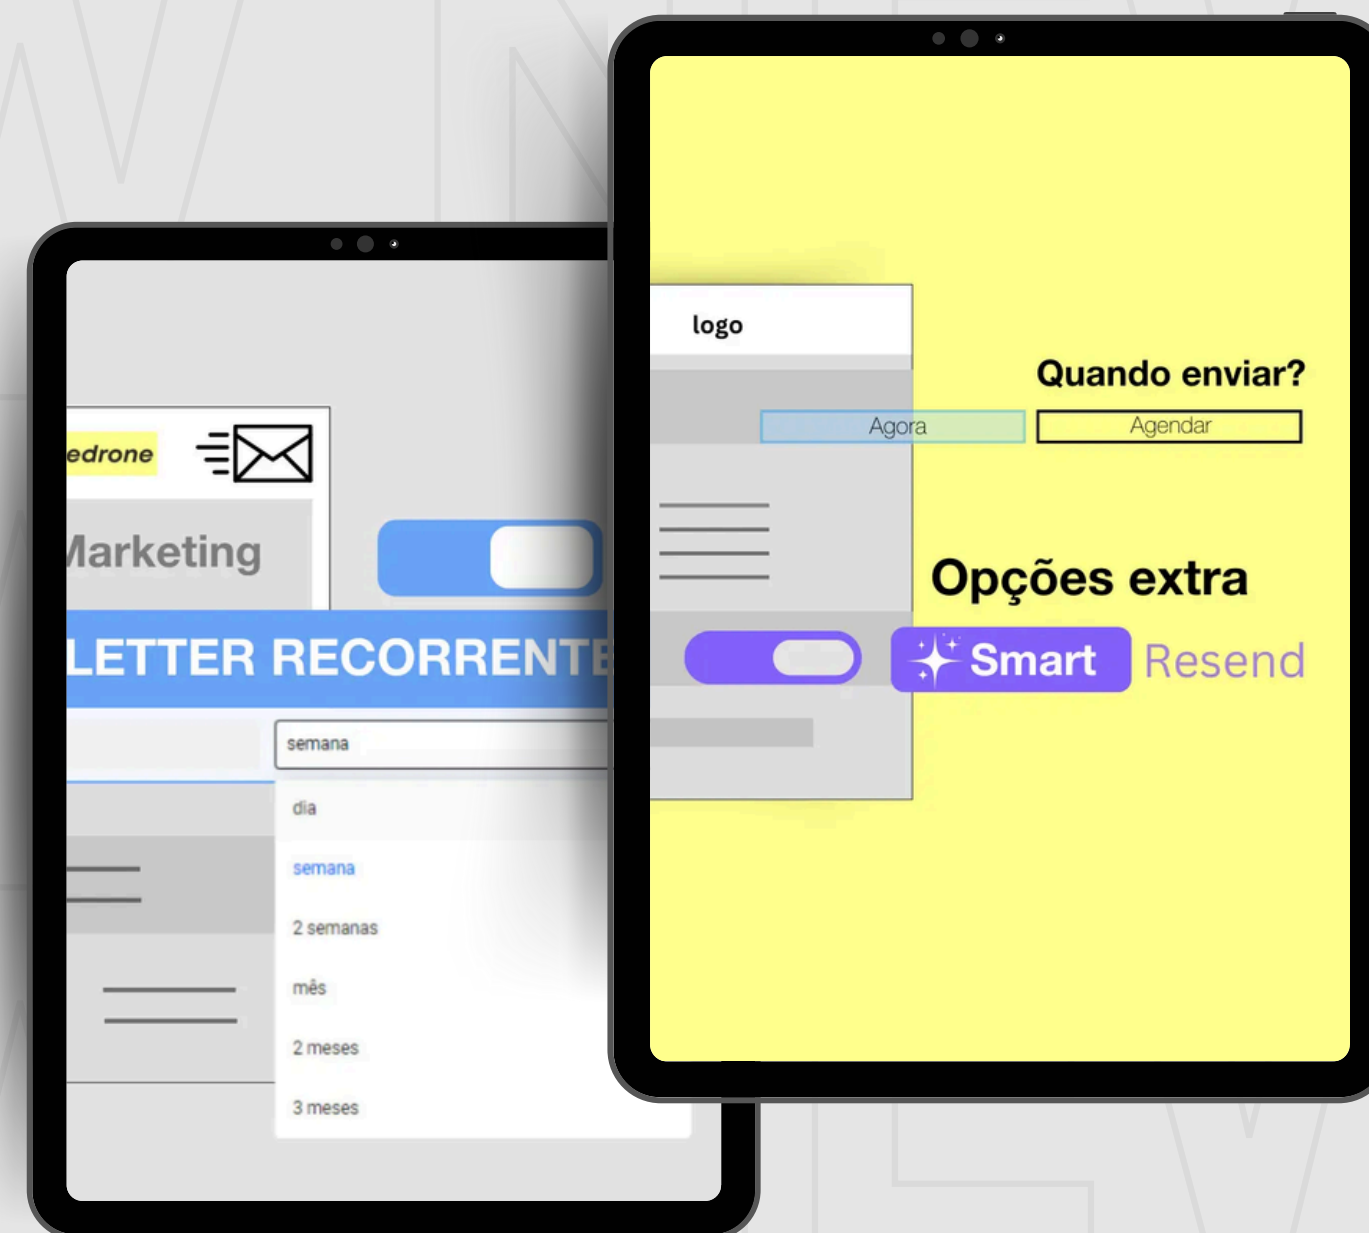 edrone
Marketing
LETTER RECORRENTE
semana
dia
semana
2 semanas
mês
2 meses
3 meses
logo
Quando enviar?
Agora
Agendar
Opções extra
Smart Resend